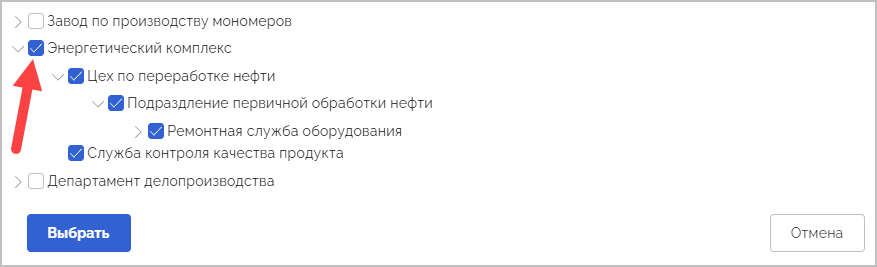 Завод по производству мономеров
Энергетический комплекс
Цех по переработке нефти
Подраздление первичной обработки нефти
Ремонтная служба оборудования
Служба контроля качества продукта
Департамент делопроизводства
Выбрать
Отмена